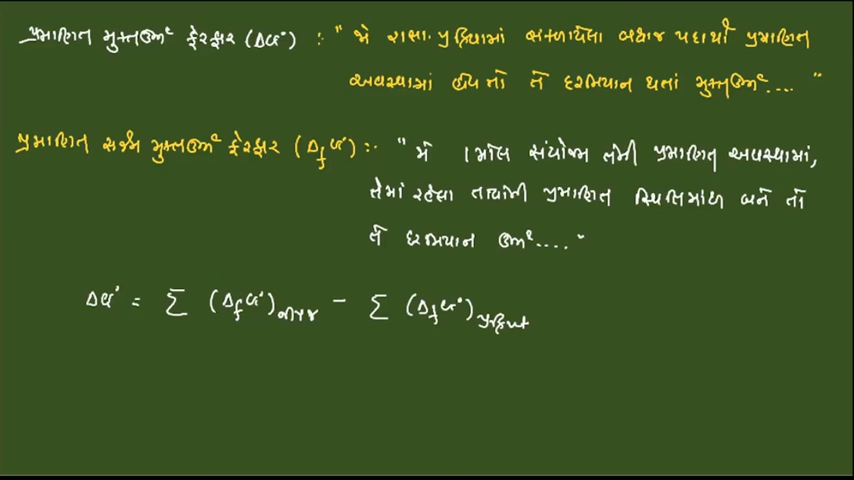 પ્રમાણિત મુક્તઊર્જા ફેરફાર (ΔG°) : " જો રાસા. પ્રક્રિયામાં સંકળાયેલા બધાજ પદાર્થો પ્રમાણિત
અવસ્થામાં હોય તો તે દરમિયાન થતાં મુક્તઊર્જા.... "
પ્રમાણિત સર્જન મુક્તઊર્જા ફેરફાર (ΔfG°) :- " જો 1 મોલ સંયોજન તેની પ્રમાણિત અવસ્થામાં,
તેમાં રહેલા તત્વોની પ્રમાણિત સ્થિતિમાંથી બને તો
તે દરમિયાન ઊર્જા.... "
ΔG° = Σ (ΔfG°)નીપજ - Σ (ΔfG°)પ્રક્રિયક